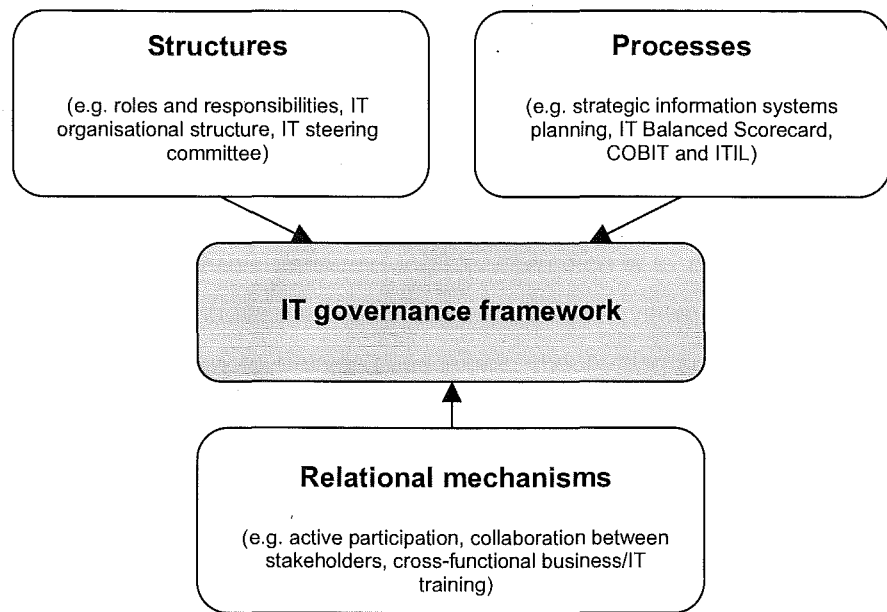 Structures
(e.g. roles and responsibilities, IT
organisational structure, IT steering
committee)
Processes
(e.g. strategic information systems
planning, IT Balanced Scorecard,
COBIT and ITIL)
IT governance framework
Relational mechanisms
(e.g. active participation, collaboration between
stakeholders, cross-functional business/IT
training)